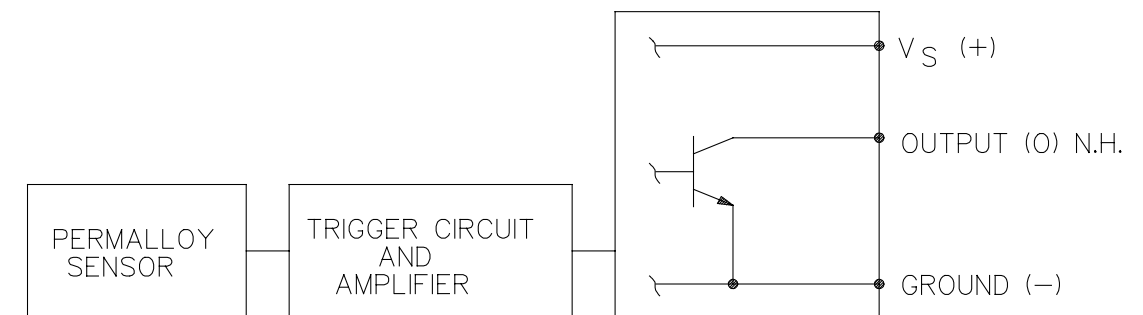 V S (+)
OUTPUT (O) N.H.
PERMALLOY
SENSOR
TRIGGER CIRCUIT
AND
AMPLIFIER
GROUND (−)